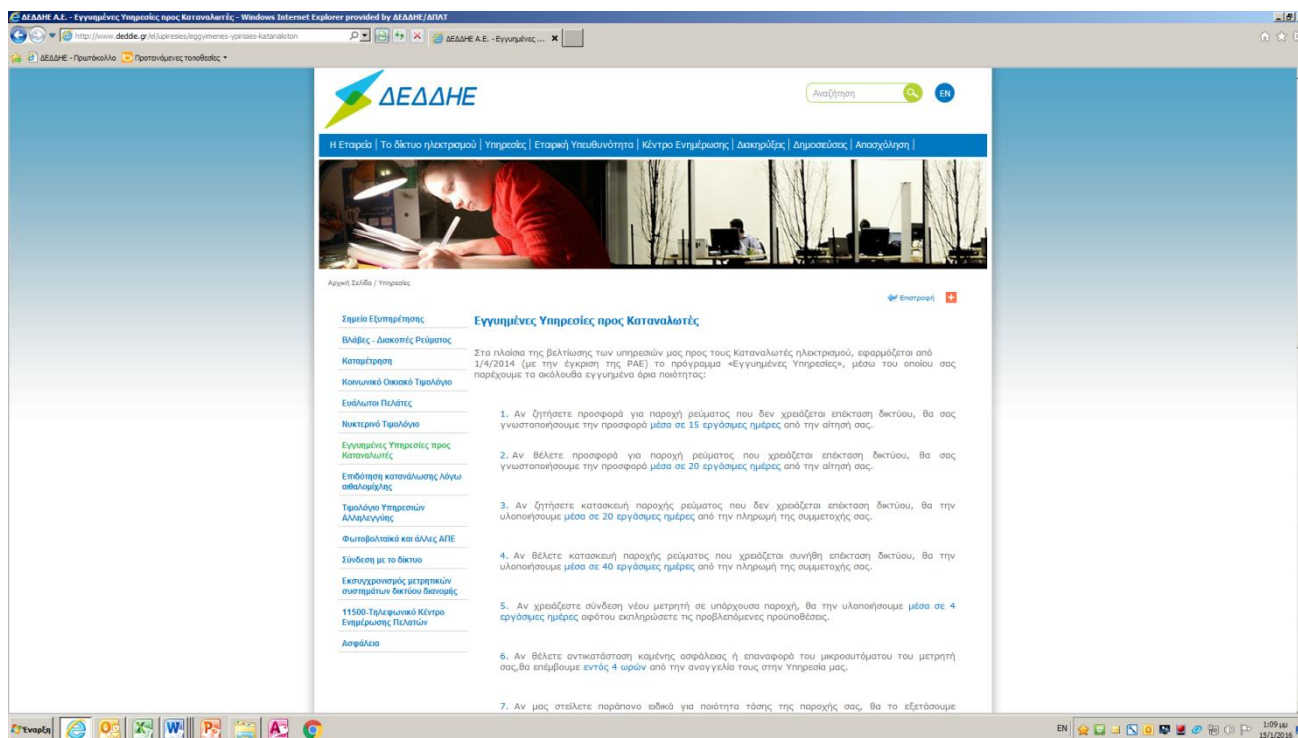 ΔΕΔΔΗΕ Α.Ε. - Εγγυημένες Υπηρεσίες προς Καταναλωτές - Windows Internet Explorer provided by ΔΕΔΔΗΕ/ΔΠΛΤ
http://www.deddie.gr/el/upiresies/eggyimenes-ypirisies-katanaloton
ΔΕΔΔΗΕ Α.Ε. - Εγγυημένες ...
ΔΕΔΔΗΕ - Πρωτόκολλο Προτεινόμενες τοποθεσίες
ΔΕΔΔΗΕ
Αναζήτηση
EN
Η Εταιρεία | Το δίκτυο ηλεκτρισμού | Υπηρεσίες | Εταιρική Υπευθυνότητα | Κέντρο Ενημέρωσης | Διακηρύξεις | Δημοσιεύσεις | Απασχόληση |
Αρχική Σελίδα / Υπηρεσίες
Επιστροφή
Σημεία Εξυπηρέτησης
Βλάβες - Διακοπές Ρεύματος
Καταμέτρηση
Κοινωνικό Οικιακό Τιμολόγιο
Ευάλωτοι Πελάτες
Νυκτερινό Τιμολόγιο
Εγγυημένες Υπηρεσίες προς
Καταναλωτές
Επιδότηση κατανάλωσης λόγω
αιθαλομίχλης
Τιμολόγιο Υπηρεσιών
Αλληλεγγύης
Φωτοβολταϊκά και άλλες ΑΠΕ
Σύνδεση με το δίκτυο
Εκσυγχρονισμός μετρητικών
συστημάτων δικτύου διανομής
11500-Τηλεφωνικό Κέντρο
Ενημέρωσης Πελατών
Ασφάλεια
Εγγυημένες Υπηρεσίες προς Καταναλωτές
Στα πλαίσια της βελτίωσης των υπηρεσιών μας προς τους Καταναλωτές ηλεκτρισμού, εφαρμόζεται από
1/4/2014 (με την έγκριση της ΡΑΕ) το πρόγραμμα «Εγγυημένες Υπηρεσίες», μέσω του οποίου σας
παρέχουμε τα ακόλουθα εγγυημένα όρια ποιότητας:
1. Αν ζητήσετε προσφορά για παροχή ρεύματος που δεν χρειάζεται επέκταση δικτύου, θα σας
γνωστοποιήσουμε την προσφορά μέσα σε 15 εργάσιμες ημέρες από την αίτησή σας.
2. Αν θέλετε προσφορά για παροχή ρεύματος που χρειάζεται επέκταση δικτύου, θα σας
γνωστοποιήσουμε την προσφορά μέσα σε 20 εργάσιμες ημέρες από την αίτησή σας.
3. Αν ζητήσετε κατασκευή παροχής ρεύματος που δεν χρειάζεται επέκταση δικτύου, θα την
υλοποιήσουμε μέσα σε 20 εργάσιμες ημέρες από την πληρωμή της συμμετοχής σας.
4. Αν θέλετε κατασκευή παροχής ρεύματος που χρειάζεται συνήθη επέκταση δικτύου, θα την
υλοποιήσουμε μέσα σε 40 εργάσιμες ημέρες από την πληρωμή της συμμετοχής σας.
5. Αν χρειάζεστε σύνδεση νέου μετρητή σε υπάρχουσα παροχή, θα την υλοποιήσουμε μέσα σε 4
εργάσιμες ημέρες αφότου εκπληρώσετε τις προβλεπόμενες προϋποθέσεις.
6. Αν θέλετε αντικατάσταση καμένης ασφάλειας ή επαναφορά του μικροαυτόματου του μετρητή
σας,θα επέμβουμε εντός 4 ωρών από την αναγγελία τους στην Υπηρεσία μας.
7. Αν μας στείλετε παράπονο ειδικά για ποιότητα τάσης της παροχής σας, θα το εξετάσουμε
Έναρξη
EN
1:09 μμ
15/1/2016